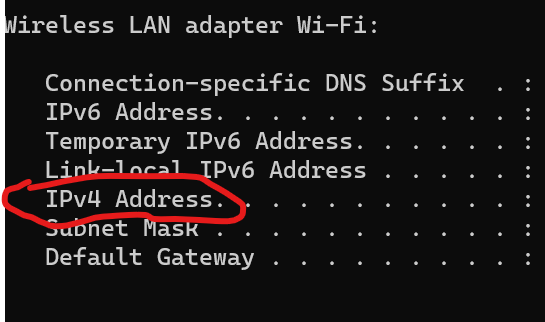 Wireless LAN adapter Wi-Fi:
Connection-specific DNS Suffix  . :
IPv6 Address. . . . . . . . . . . :
Temporary IPv6 Address. . . . . . :
Link-local IPv6 Address . . . . . :
IPv4 Address. . . . . . . . . . . :
Subnet Mask . . . . . . . . . . . :
Default Gateway . . . . . . . . . :